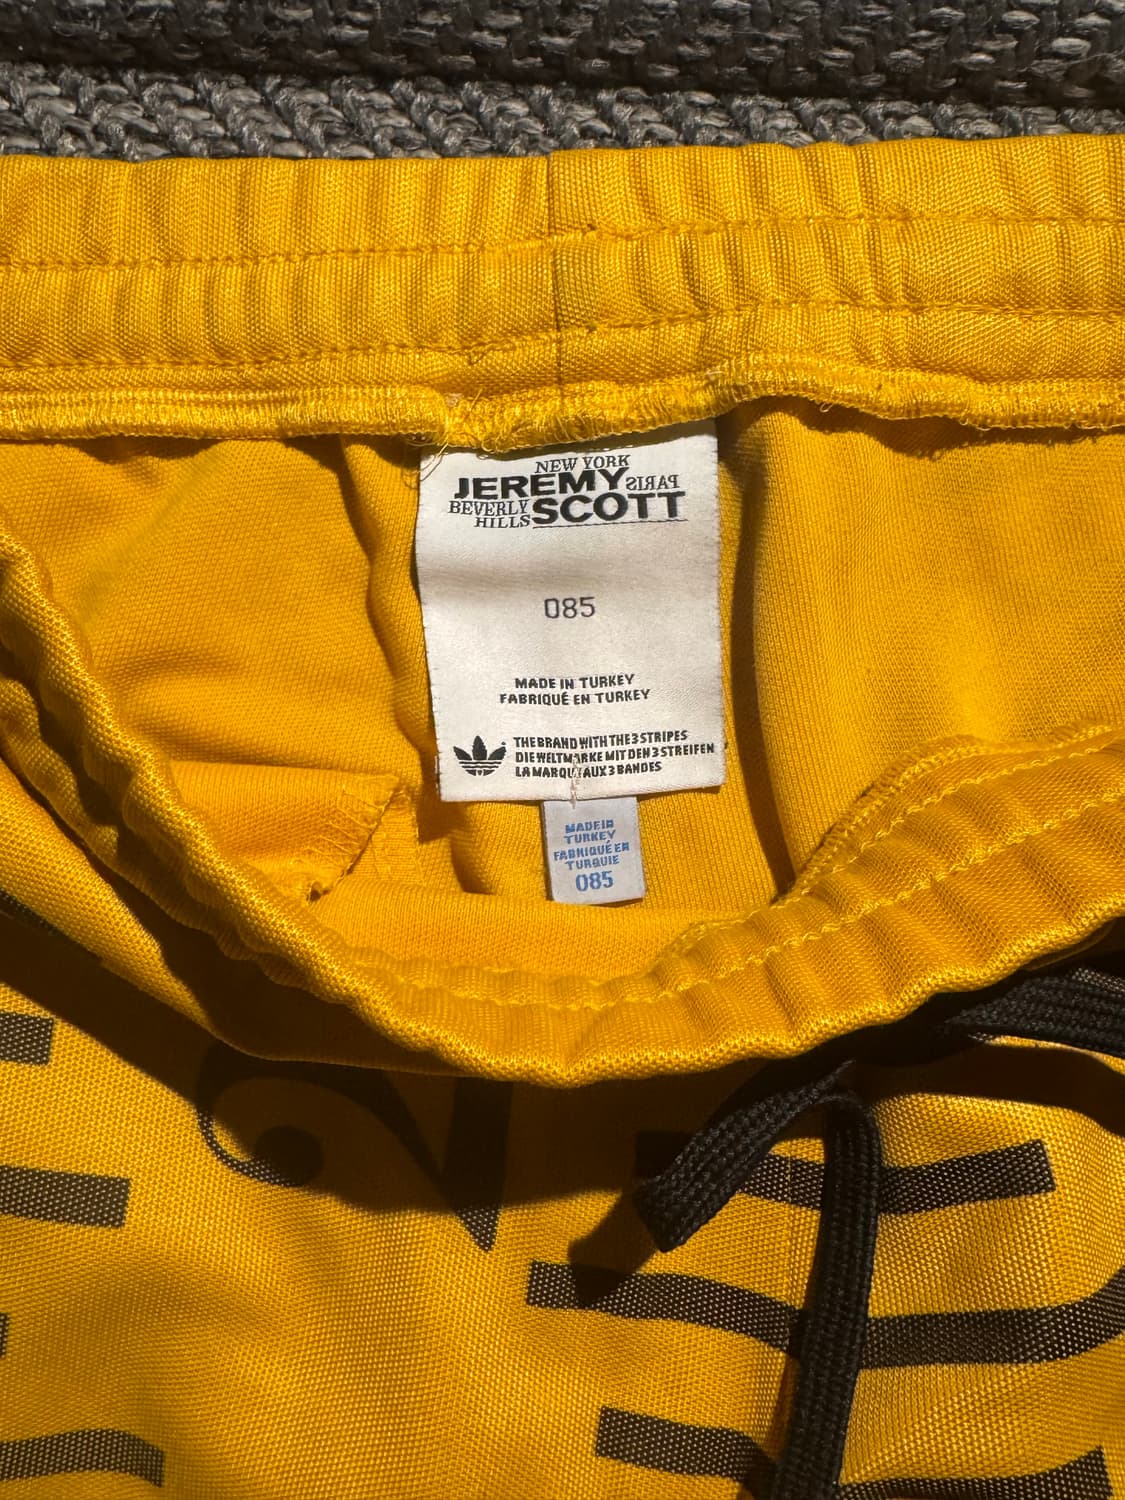 NEW YORK
JEREMY PARIS
BEVERLY SCOTT
HILLS
085
MADE IN TURKEY
FABRIQUÉ EN TURKEY
THE BRAND WITH THE 3 STRIPES
DIE WELTMARKE MIT DEN 3 STREIFEN
LA MARQUE AUX 3 BANDES
MADE IN
TURKEY
FABRIQUÉ EN
TURQUIE
085